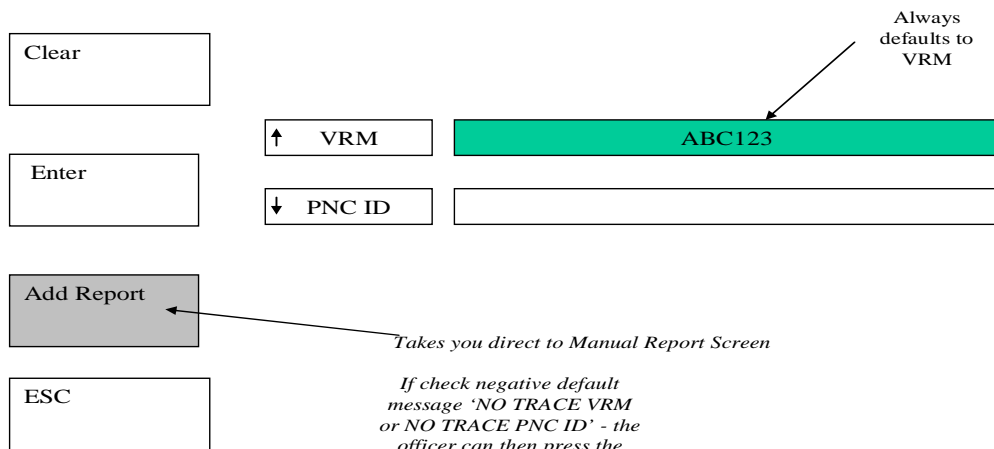 Always
defaults to
VRM
Clear
↑ VRM
ABC123
Enter
↓ PNC ID
Add Report
Takes you direct to Manual Report Screen
ESC
If check negative default
message ‘NO TRACE VRM
or NO TRACE PNC ID’ - the
officer can then press the